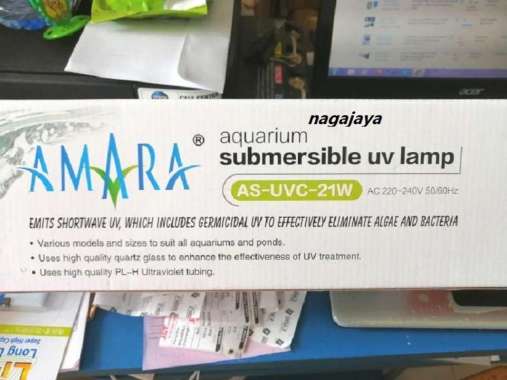 nagajaya
AMARA®
aquarium
submersible uv lamp
AS-UVC-21W
AC 220-240V 50/60Hz
EMITS SHORTWAVE UV, WHICH INCLUDES GERMICIDAL UV TO EFFECTIVELY ELIMINATE ALGAE AND BACTERIA
• Various models and sizes to suit all aquariums and ponds.
• Uses high quality quartz glass to enhance the effectiveness of UV treatment.
• Uses high quality PL-H Ultraviolet tubing.
acer